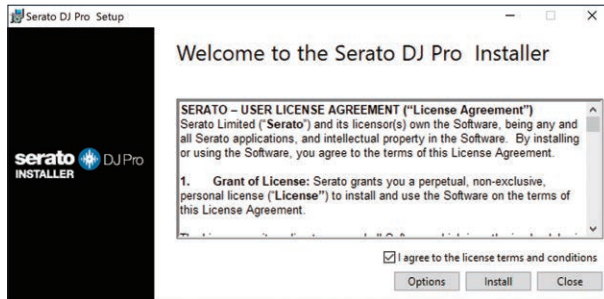 Serato DJ Pro Setup
Welcome to the Serato DJ Pro Installer
SERATO – USER LICENSE AGREEMENT ("License Agreement")
Serato Limited ("Serato") and its licensor(s) own the Software, being any and
all Serato applications, and intellectual property in the Software. By installing
or using the Software, you agree to the terms of this License Agreement.
1. Grant of License: Serato grants you a perpetual, non-exclusive,
personal license ("License") to install and use the Software on the terms of
this License Agreement.
serato DJ Pro
INSTALLER
I agree to the license terms and conditions
Options Install Close